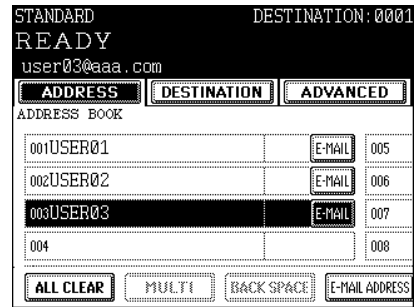 STANDARD DESTINATION:0001
READY
user03@aaa.com
ADDRESS DESTINATION ADVANCED
ADDRESS BOOK
001USER01 E-MAIL 005
002USER02 E-MAIL 006
003USER03 E-MAIL 007
004 008
ALL CLEAR MULTI BACK SPACE E-MAIL ADDRESS